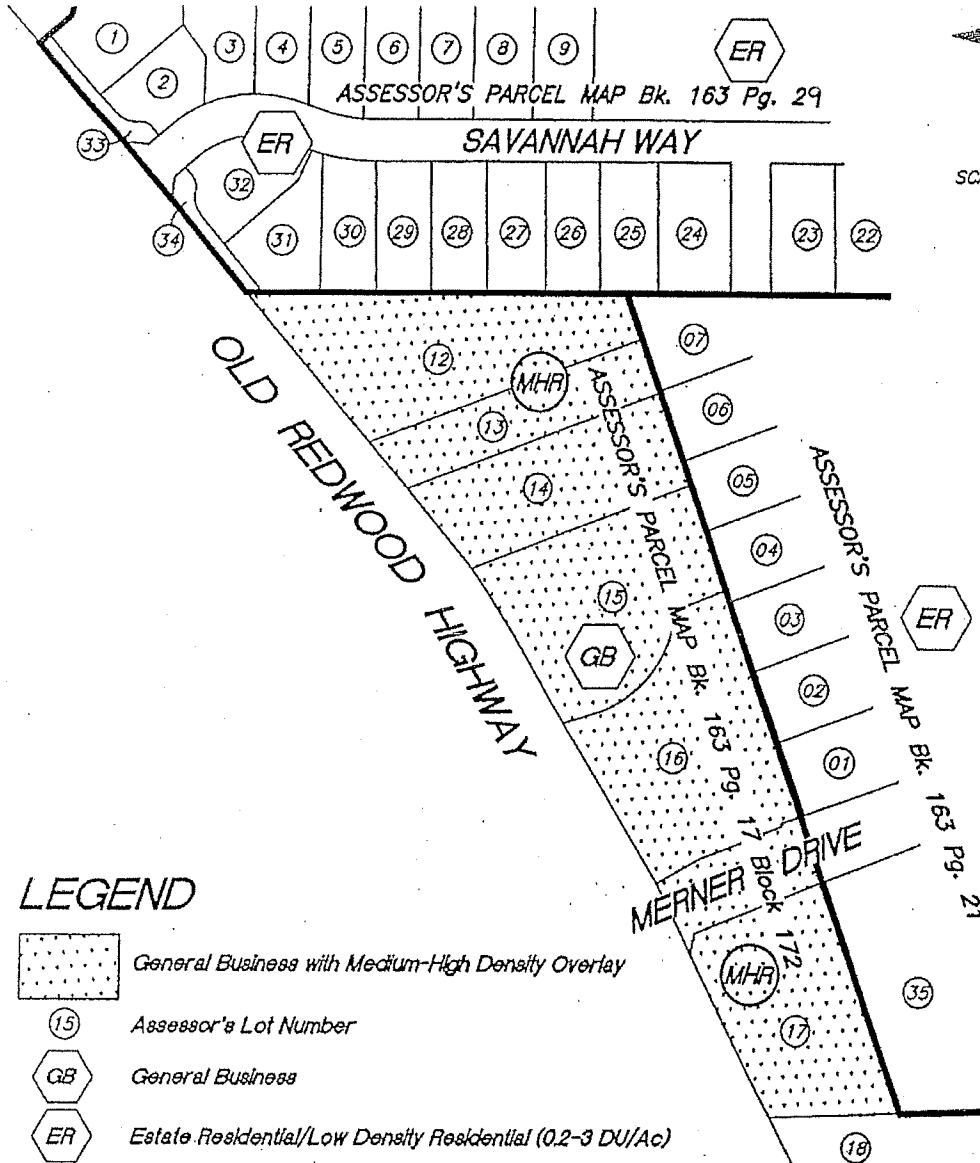 1
2
3
4
5
6
7
8
9
ER
ASSESSOR'S PARCEL MAP Bk. 163 Pg. 29
SAVANNAH WAY
33
ER
32
34
31
30
29
28
27
26
25
24
23
22
OLD REDWOOD HIGHWAY
12
MHR
13
14
15
GB
16
ASSESSOR'S PARCEL MAP Bk. 163 Pg. 17 Block 172
07
06
05
04
03
02
01
ASSESSOR'S PARCEL MAP Bk. 163 Pg.
ER
MERNER DRIVE
MHR
17
35
18
LEGEND
General Business with Medium-High Density Overlay
15 Assessor's Lot Number
GB General Business
ER Estate Residential/Low Density Residential (0.2-3 DU/Ac)